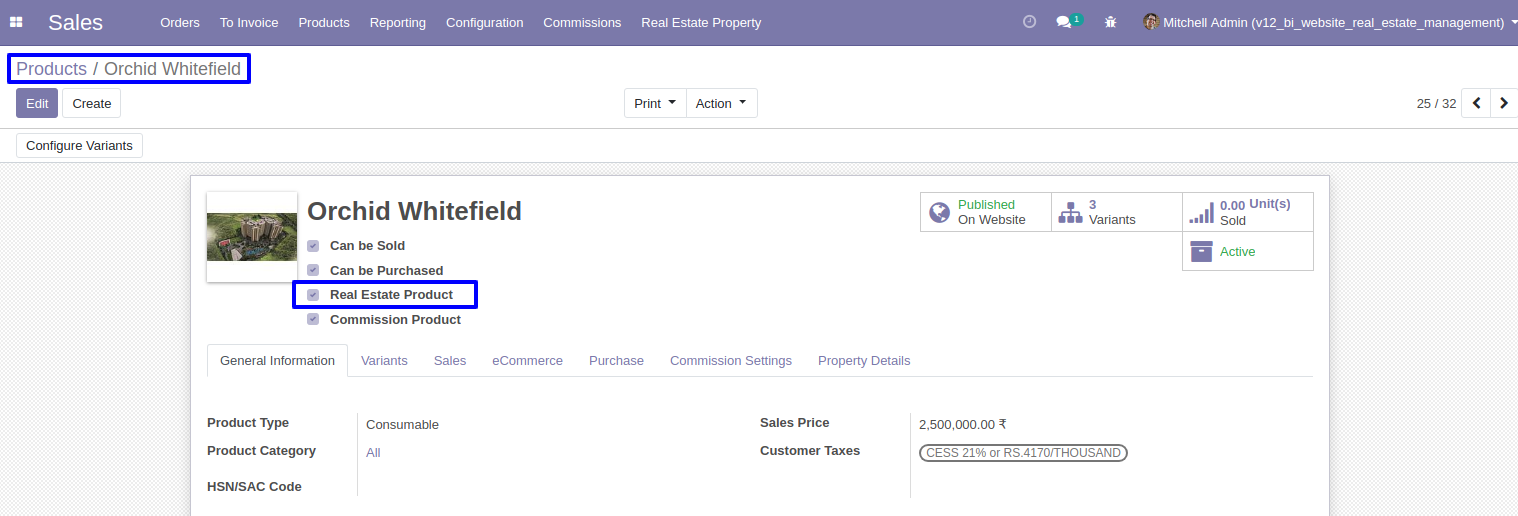 Sales Orders To Invoice Products Reporting Configuration Commissions Real Estate Property 1 Mitchell Admin (v12_bi_website_real_estate_management)
Products / Orchid Whitefield
Edit Create Print Action 25 / 32
Configure Variants
Orchid Whitefield
Published
On Website
3
Variants
0.00 Unit(s)
Sold
Active
Can be Sold
Can be Purchased
Real Estate Product
Commission Product
General Information Variants Sales eCommerce Purchase Commission Settings Property Details
Product Type Consumable
Product Category All
HSN/SAC Code
Sales Price 2,500,000.00 ₹
Customer Taxes CESS 21% or RS.4170/THOUSAND